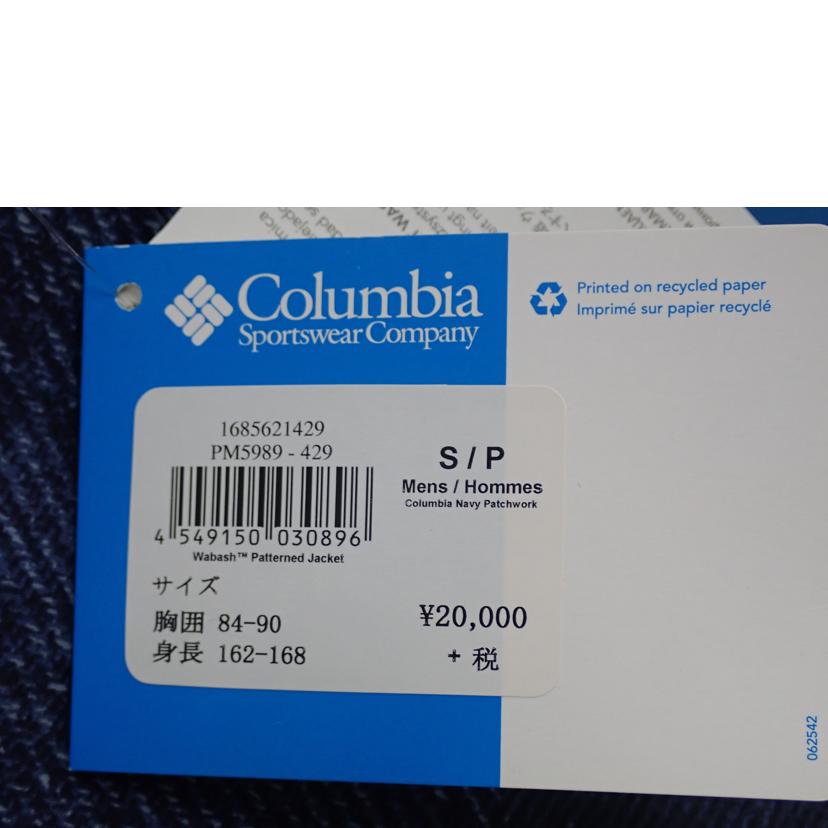 Columbia
Sportswear Company
Printed on recycled paper
Imprimé sur papier recyclé
1685621429
PM5989 - 429
S / P
Mens / Hommes
Columbia Navy Patchwork
4 549150 030896
Wabash™ Patterned Jacket
サイズ
胸囲 84-90
身長 162-168
¥20,000
+ 税
062542